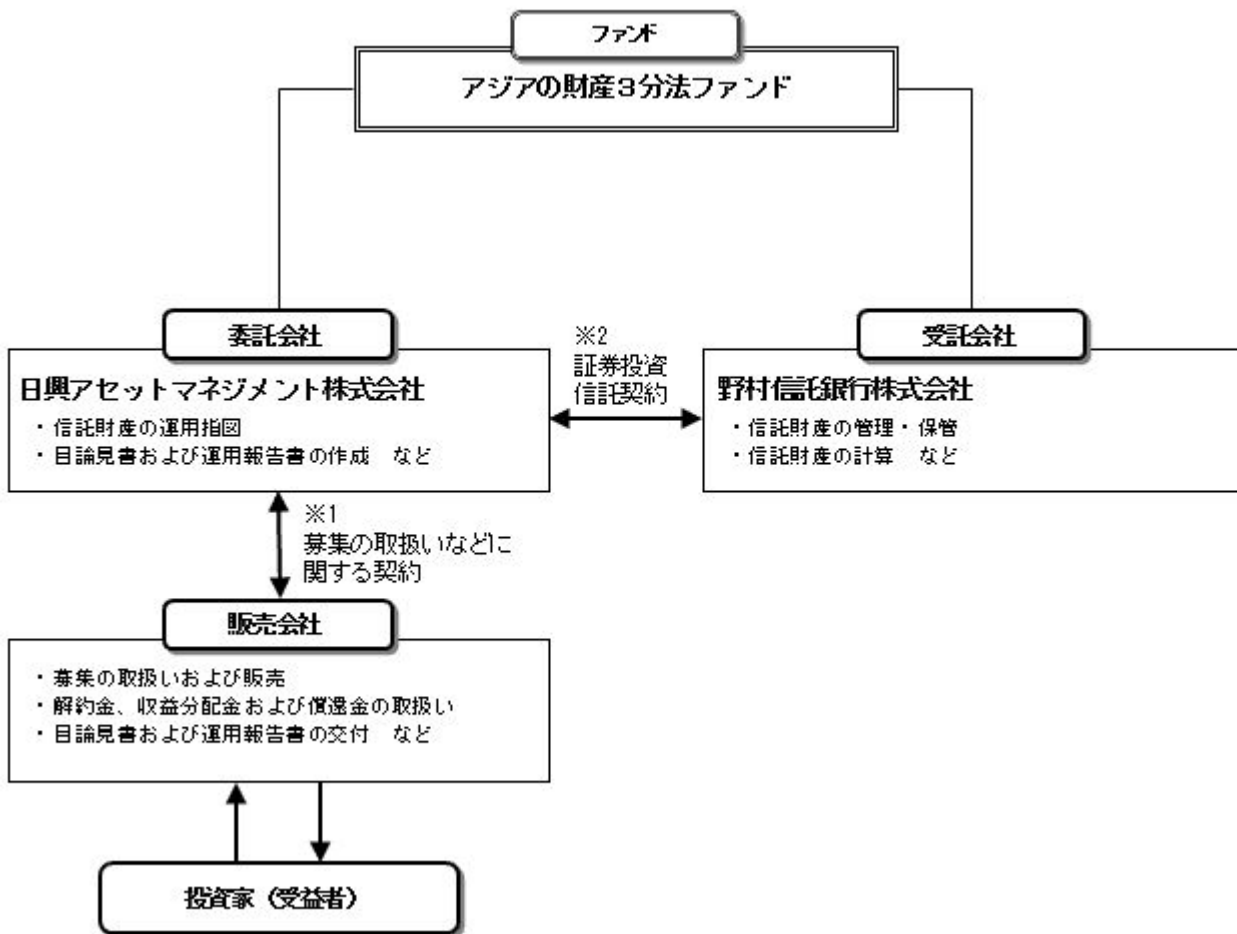 ファンド
アジアの財産3分法ファンド
委託会社
日興アセットマネジメント株式会社
・信託財産の運用指図
・目論見書および運用報告書の作成　など
※2
証券投資
信託契約
受託会社
野村信託銀行株式会社
・信託財産の管理・保管
・信託財産の計算　など
※1
募集の取扱いなどに
関する契約
販売会社
・募集の取扱いおよび販売
・解約金、収益分配金および償還金の取扱い
・目論見書および運用報告書の交付　など
投資家（受益者）